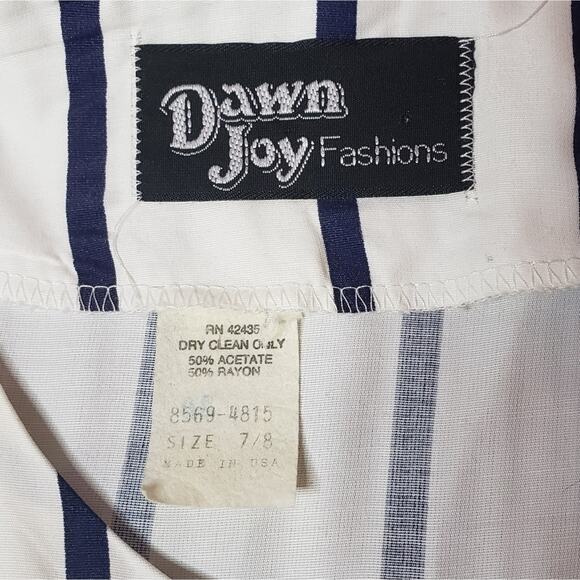 Dawn
Joy Fashions
RN 42435
DRY CLEAN ONLY
50% ACETATE
50% RAYON
8569-4815
SIZE 7/8
MADE IN USA